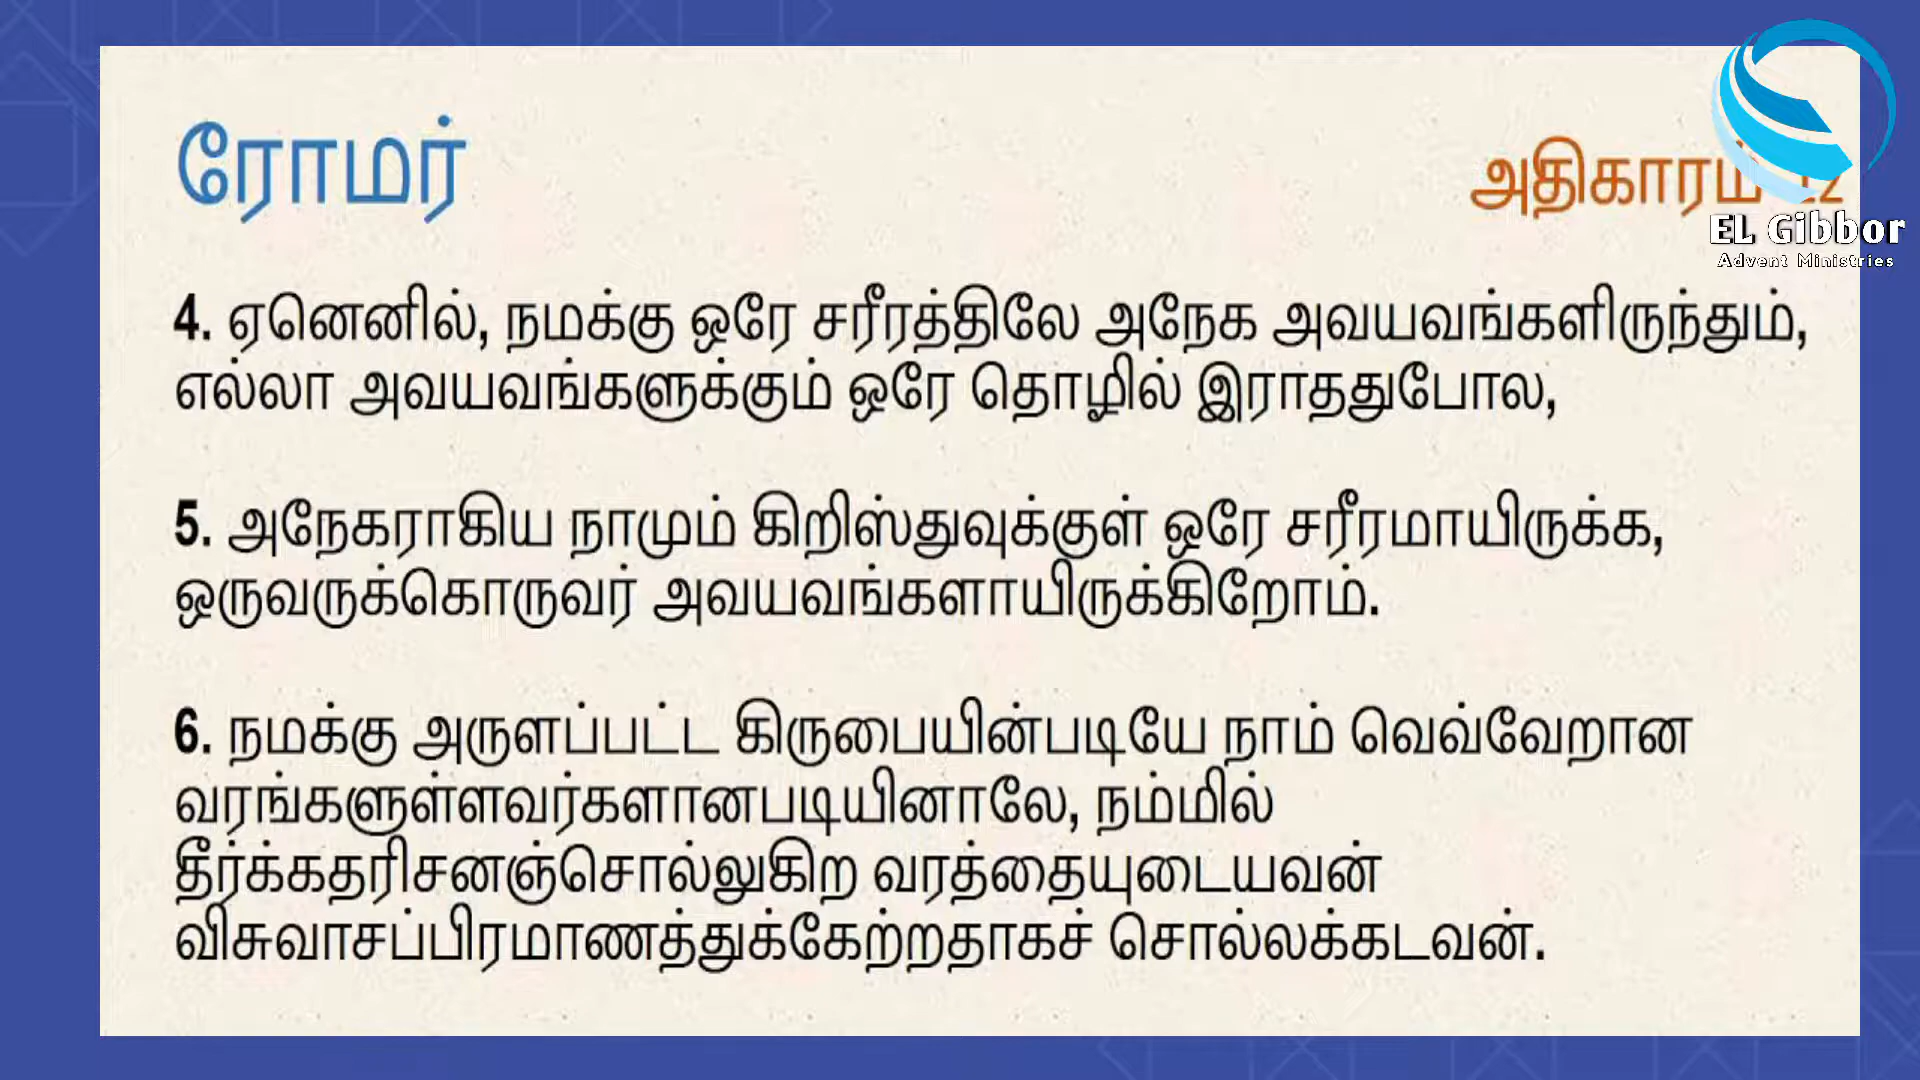 ரோமர்
அதிகாரம் 12
EL Gibbor
Advent Ministries
4. ஏனெனில், நமக்கு ஒரே சரீரத்திலே அநேக அவயவங்களிருந்தும்,
எல்லா அவயவங்களுக்கும் ஒரே தொழில் இராததுபோல,
5. அநேகராகிய நாமும் கிறிஸ்துவுக்குள் ஒரே சரீரமாயிருக்க,
ஒருவருக்கொருவர் அவயவங்களாயிருக்கிறோம்.
6. நமக்கு அருளப்பட்ட கிருபையின்படியே நாம் வெவ்வேறான
வரங்களுள்ளவர்களானபடியினாலே, நம்மில்
தீர்க்கதரிசனஞ்சொல்லுகிற வரத்தையுடையவன்
விசுவாசப்பிரமாணத்துக்கேற்றதாகச் சொல்லக்கடவன்.